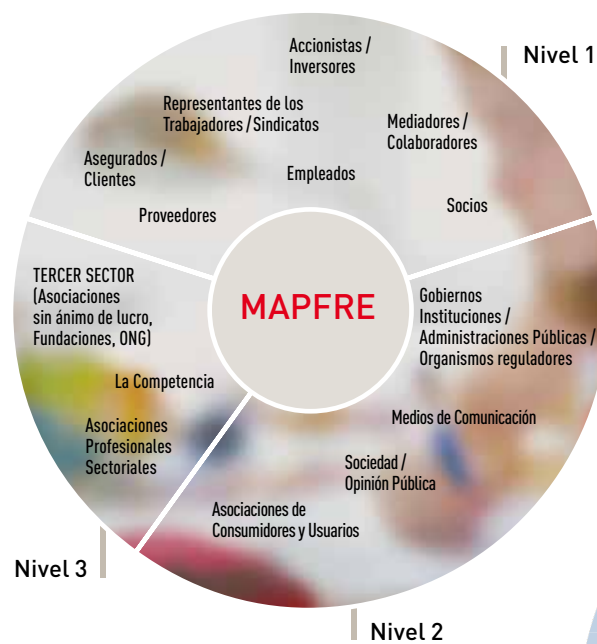 Nivel 1
Accionistas /
Inversores
Representantes de los
Trabajadores / Sindicatos
Mediadores /
Colaboradores
Asegurados /
Clientes
Empleados
Proveedores
Socios
MAPFRE
TERCER SECTOR
(Asociaciones
sin ánimo de lucro,
Fundaciones, ONG)
La Competencia
Asociaciones
Profesionales
Sectoriales
Nivel 3
Gobiernos
Instituciones /
Administraciones Públicas /
Organismos reguladores
Medios de Comunicación
Sociedad /
Opinión Pública
Asociaciones de
Consumidores y Usuarios
Nivel 2